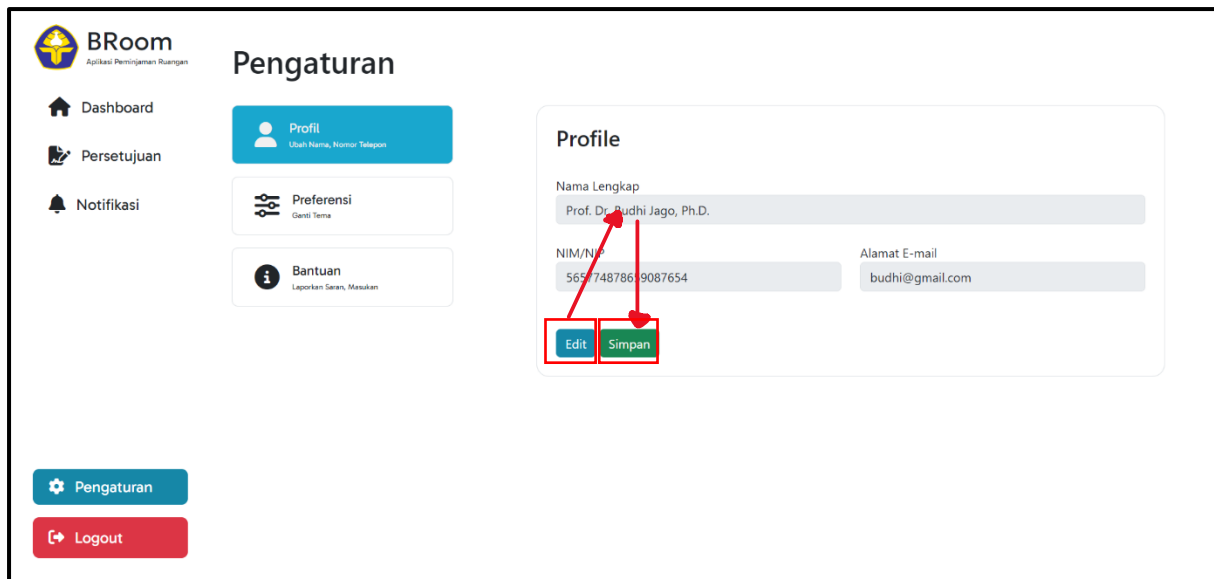 BRoom
Aplikasi Peminjaman Ruangan
Dashboard
Persetujuan
Notifikasi
Pengaturan
Logout
Pengaturan
Profil
Ubah Nama, Nomor Telepon
Preferensi
Ganti Tema
Bantuan
Laporkan Saran, Masukan
Profile
Nama Lengkap
Prof. Dr. Budhi Jago, Ph.D.
NIM/NIP
Alamat E-mail
budhi@gmail.com
Edit
Simpan